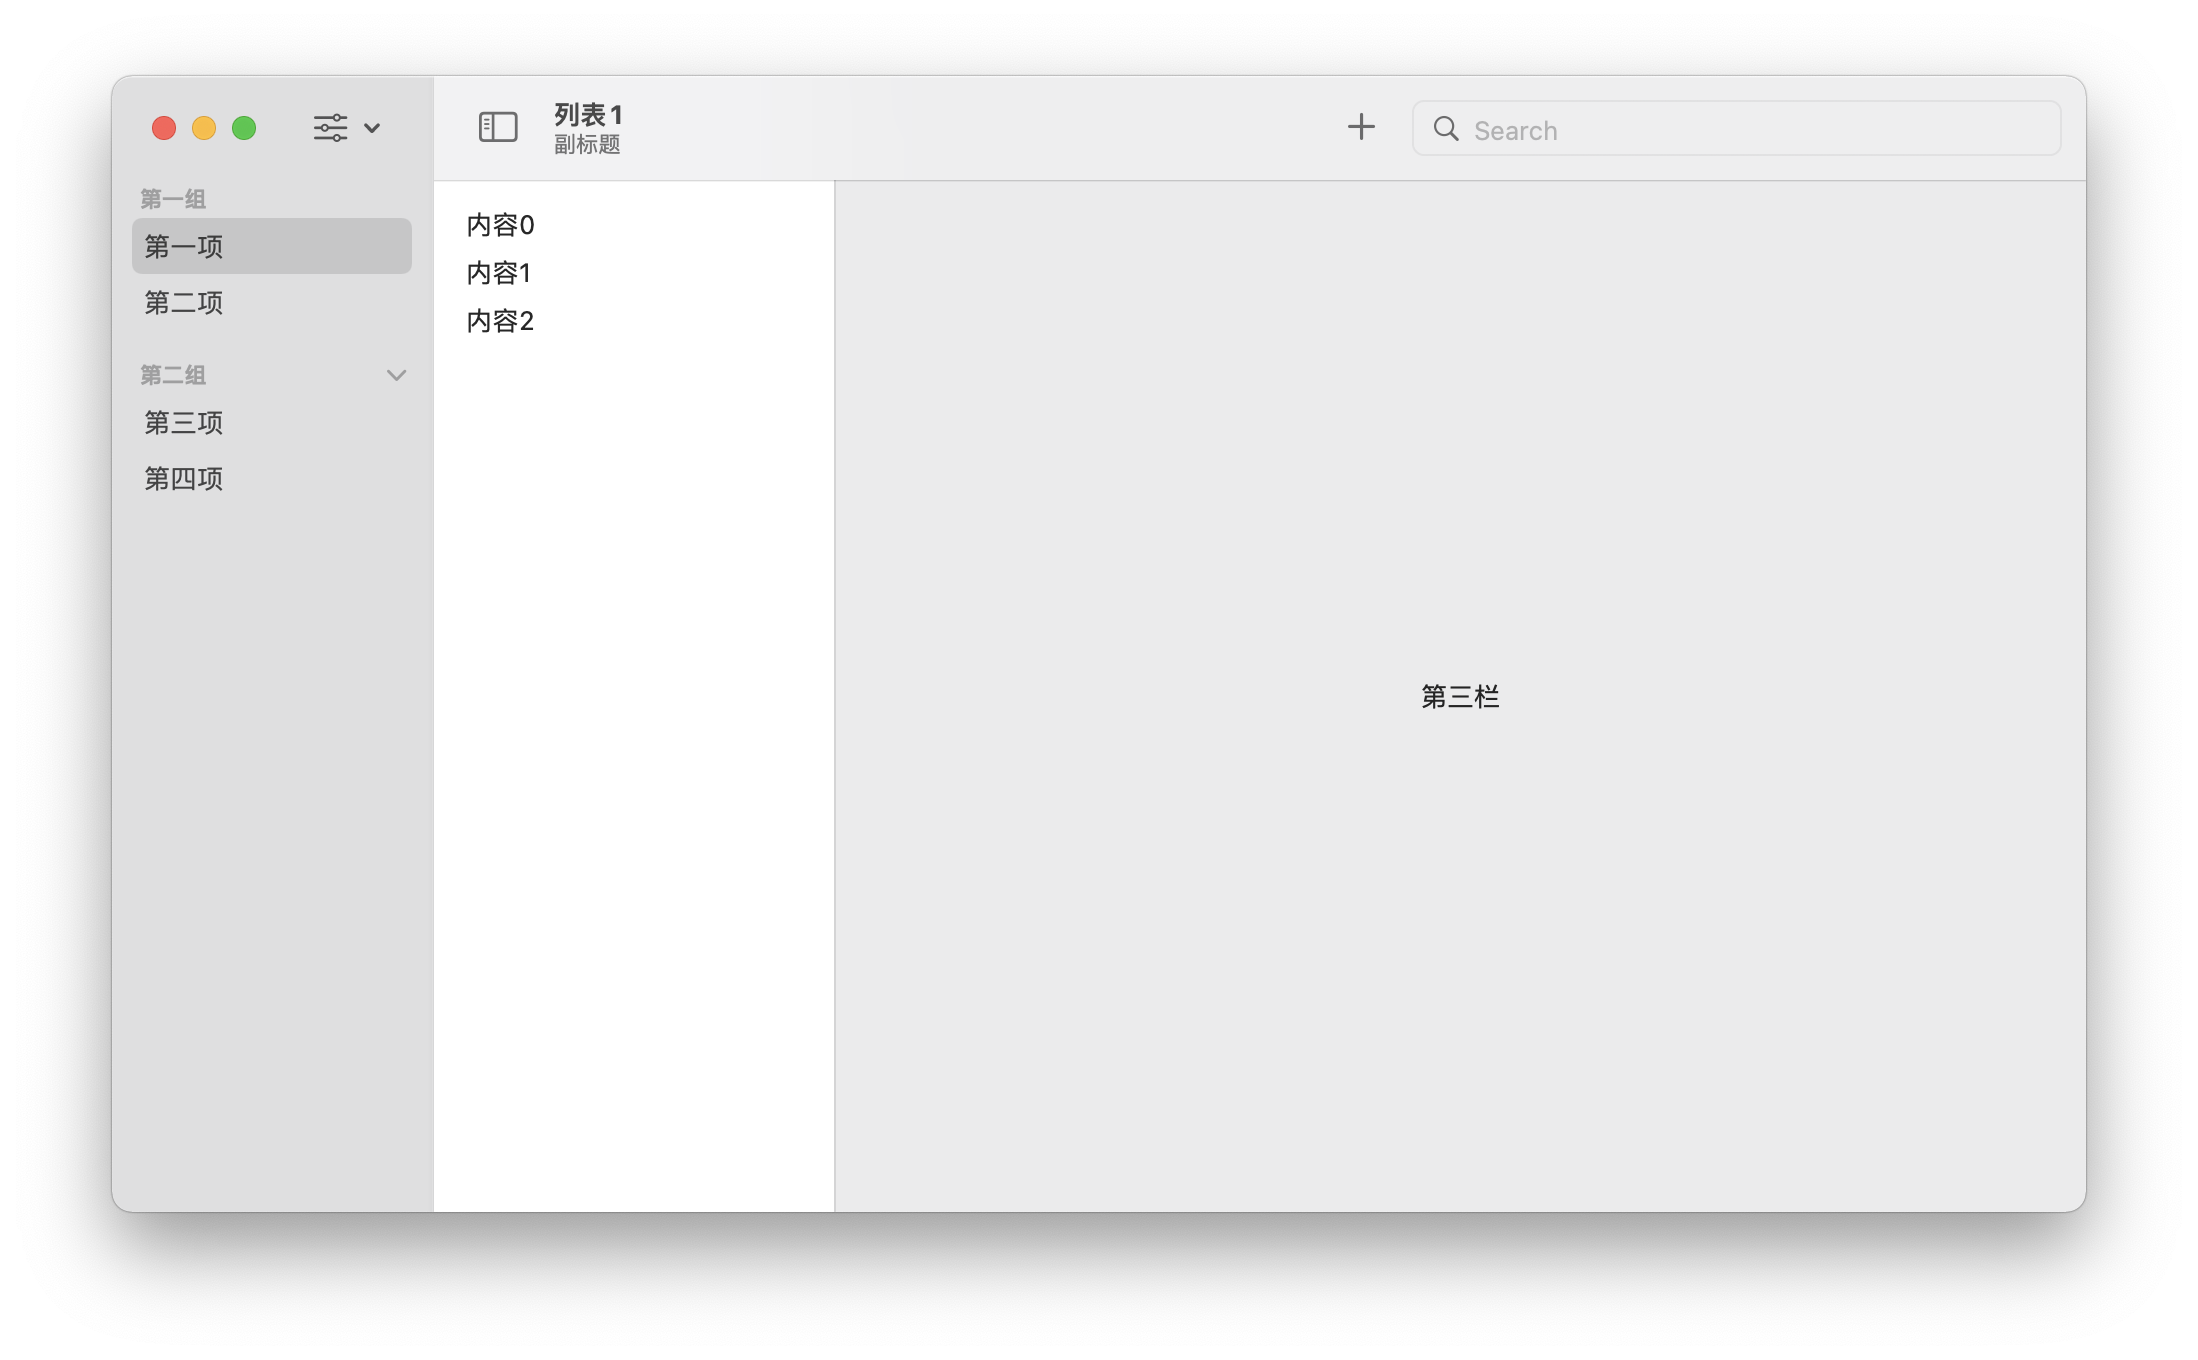 列表1
副标题
Search
第一组
第一项
第二项
第二组
第三项
第四项
内容0
内容1
内容2
第三栏